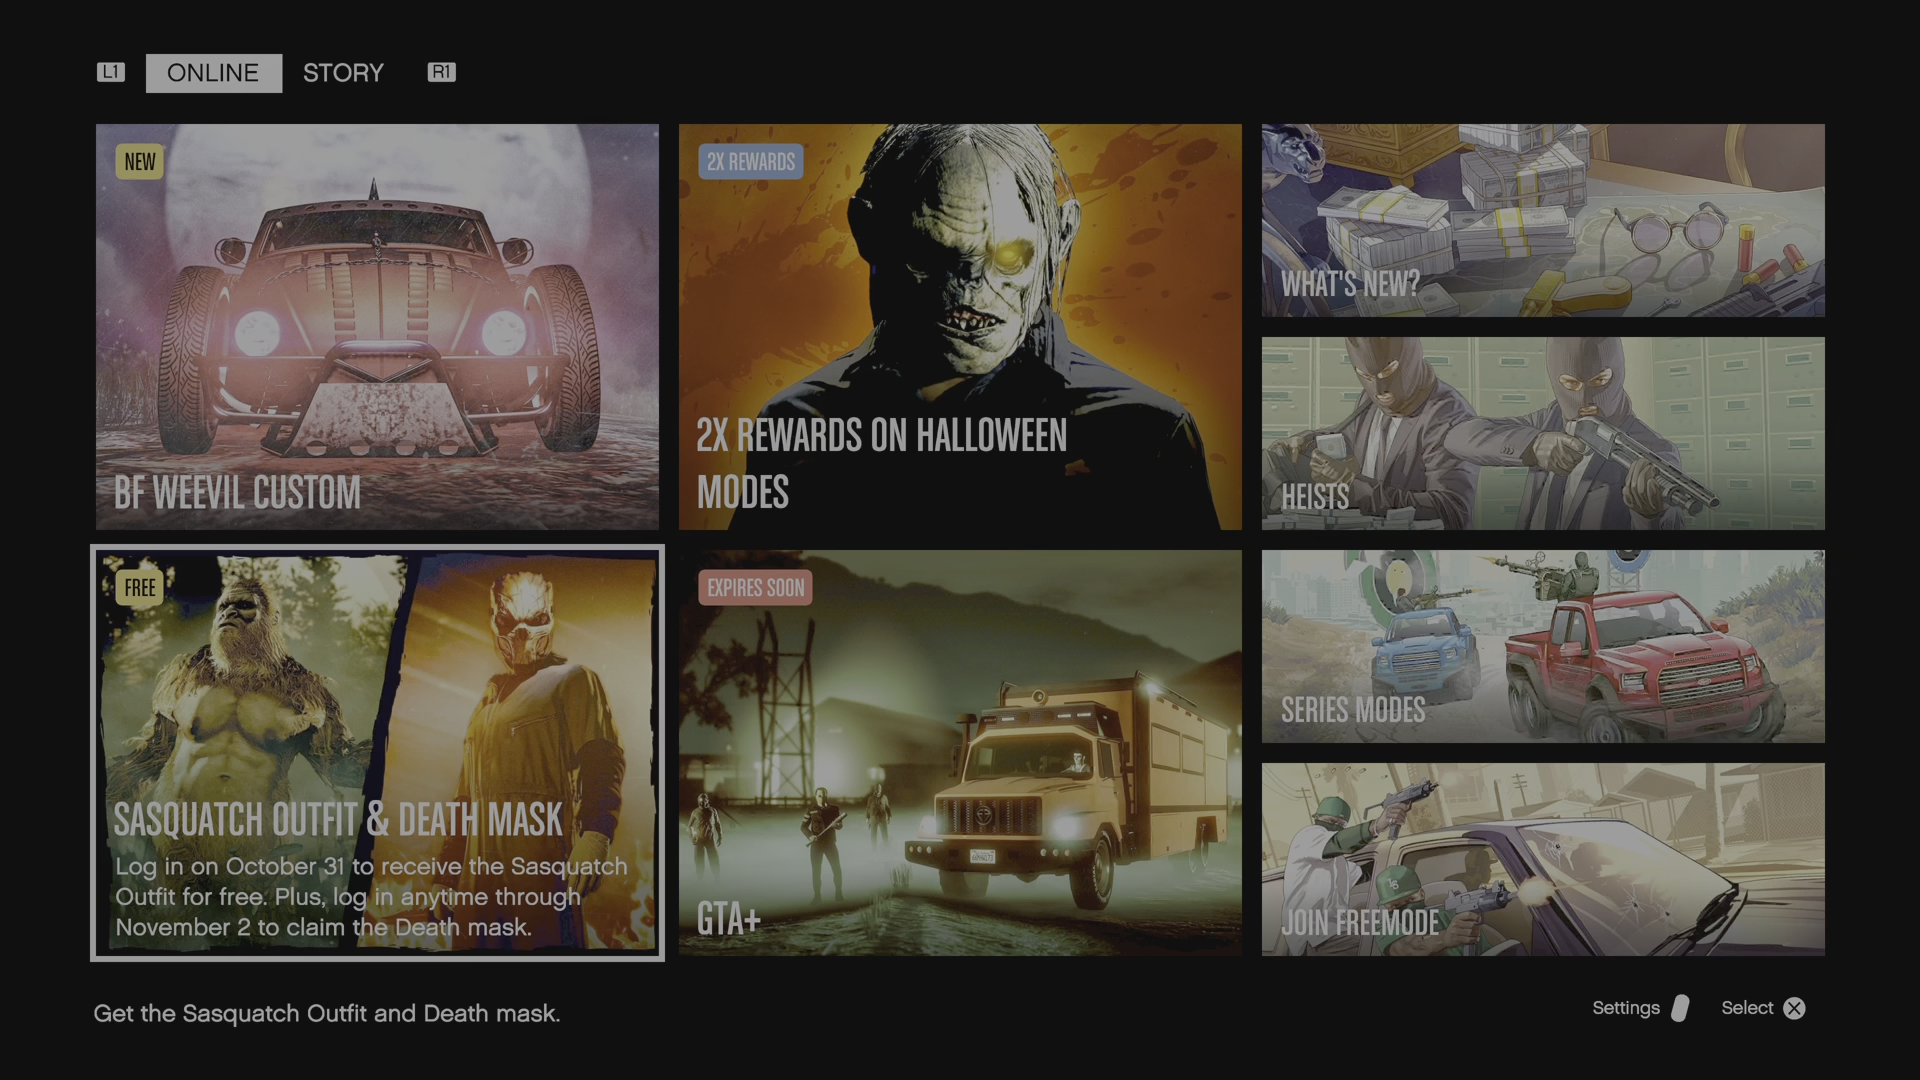 L1 ONLINE STORY R1
NEW
BF WEEVIL CUSTOM
2X REWARDS
2X REWARDS ON HALLOWEEN
MODES
WHAT'S NEW?
HEISTS
FREE
SASQUATCH OUTFIT & DEATH MASK
Log in on October 31 to receive the Sasquatch
Outfit for free. Plus, log in anytime through
November 2 to claim the Death mask.
EXPIRES SOON
GTA+
SERIES MODES
JOIN FREEMODE
Get the Sasquatch Outfit and Death mask.
Settings Select